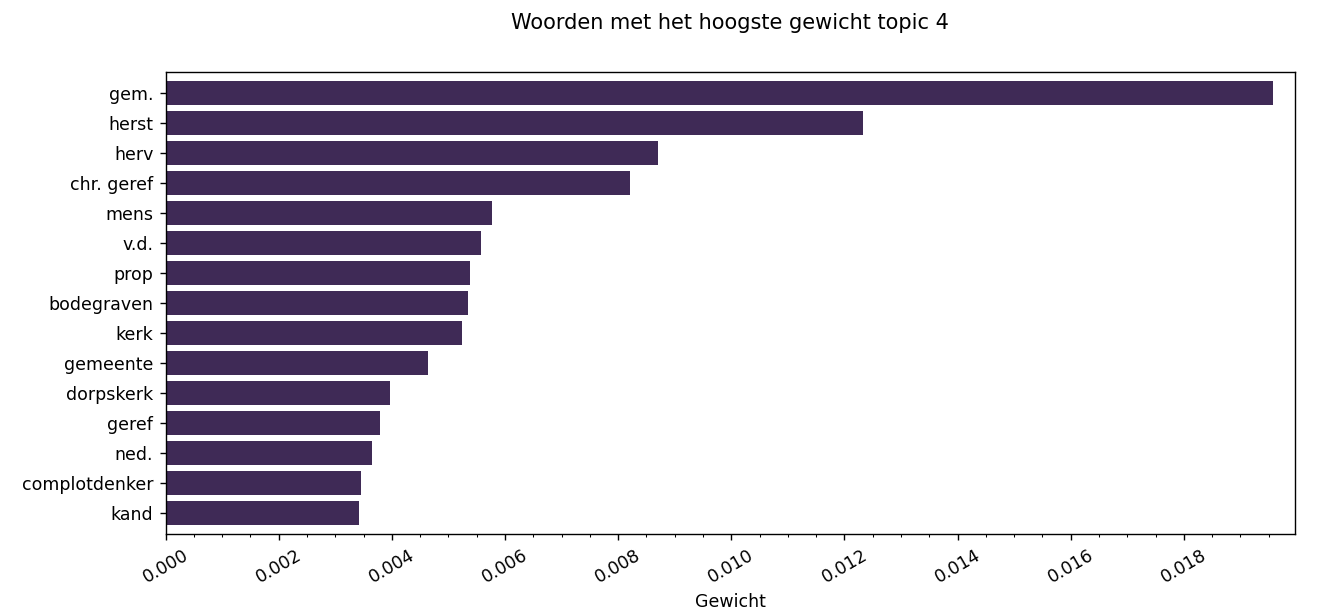 Woorden met het hoogste gewicht topic 4
gem.
herst
herv
chr. geref
mens
v.d.
prop
bodegraven
kerk
gemeente
dorpskerk
geref
ned.
complotdenker
kand
0.000 0.002 0.004 0.006 0.008 0.010 0.012 0.014 0.016 0.018
Gewicht